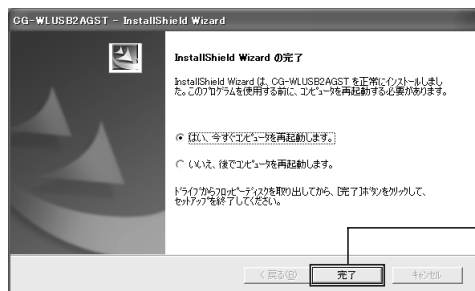 CG-WLUSB2AGST - InstallShield Wizard
InstallShield Wizard の完了
InstallShield Wizard は、CG-WLUSB2AGST を正常にインストールしまし
た。このプログラムを使用する前に、コンピュータを再起動する必要があります。
はい、今すぐコンピュータを再起動します。
いいえ、後でコンピュータを再起動します。
ドライブからフロッピーディスクを取り出してから、[完了]ボタンをクリックして、
セットアップを終了してください。
< 戻る(B)
完了
キャンセル